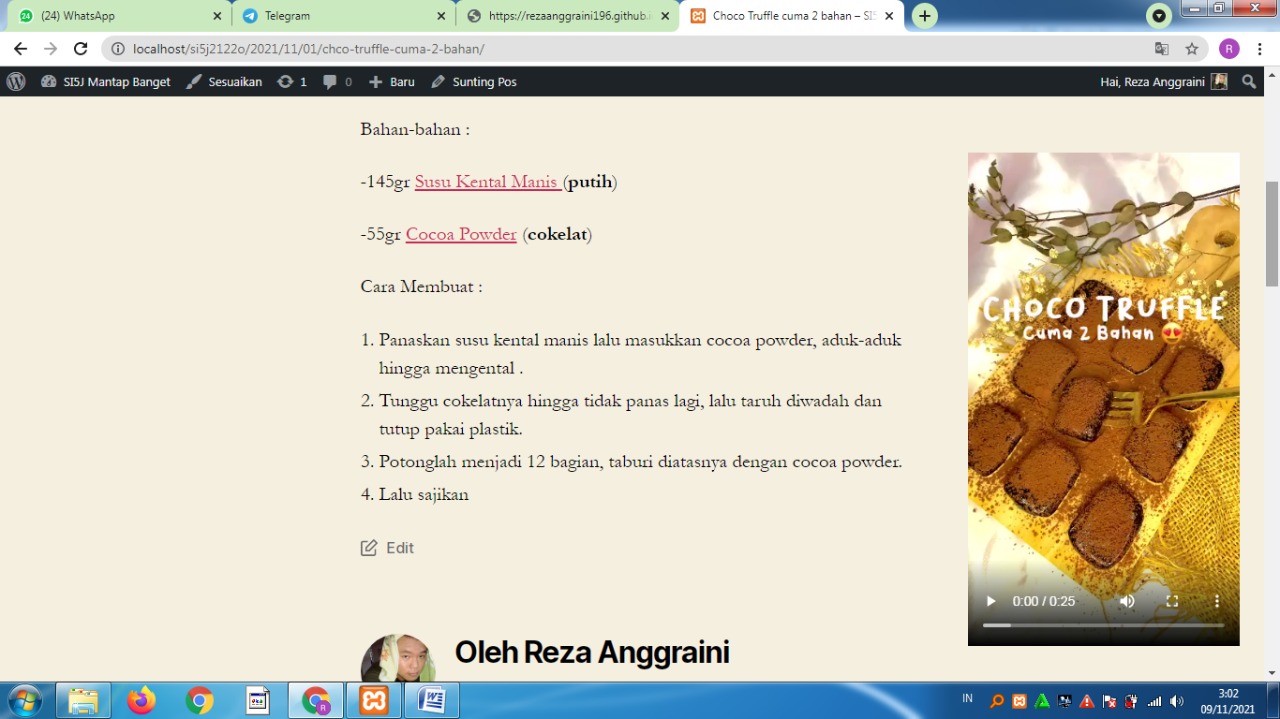 (24) WhatsApp
Telegram
https://rezaanggraini196.github.i
Choco Truffle cuma 2 bahan – SI5
localhost/si5j2122o/2021/11/01/chco-truffle-cuma-2-bahan/
R
SI5J Mantap Banget
Sesuaikan
1
0
Baru
Sunting Pos
Hai, Reza Anggraini
Bahan-bahan :
-145gr Susu Kental Manis (putih)
-55gr Cocoa Powder (cokelat)
Cara Membuat :
1. Panaskan susu kental manis lalu masukkan cocoa powder, aduk-aduk
hingga mengental .
2. Tunggu cokelatnya hingga tidak panas lagi, lalu taruh diwadah dan
tutup pakai plastik.
3. Potonglah menjadi 12 bagian, taburi diatasnya dengan cocoa powder.
4. Lalu sajikan
Edit
Oleh Reza Anggraini
CHOCO TRUFFLE
Cuma 2 Bahan 😍
0:00 / 0:25
IN
3:02
09/11/2021